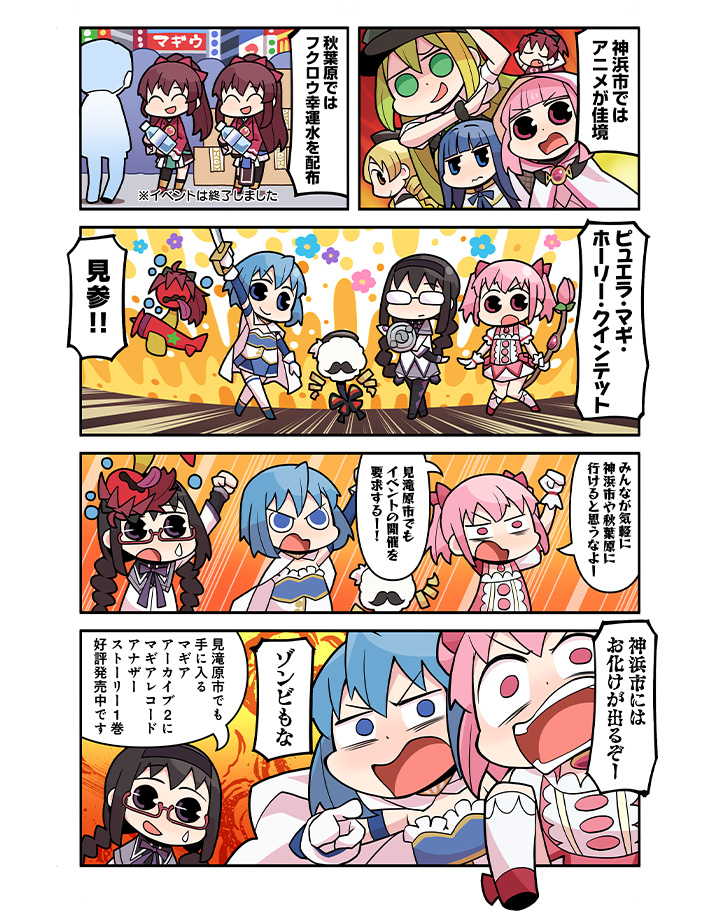 神浜市では
アニメが佳境
マギウ
秋葉原では
フクロウ幸運水を配布
※イベントは終了しました
ピュエラ・マギ・
ホーリー・クインテット
見参!!
みんなが気軽に
神浜市や秋葉原に
行けると思うなよー
見滝原市でも
イベントの開催を
要求するー!!
神浜市には
お化けが出るぞー
ゾンビもな
見滝原市でも
手に入る
マギア
アーカイブ2に
マギアレコード
アナザー
ストーリー1巻
好評発売中です